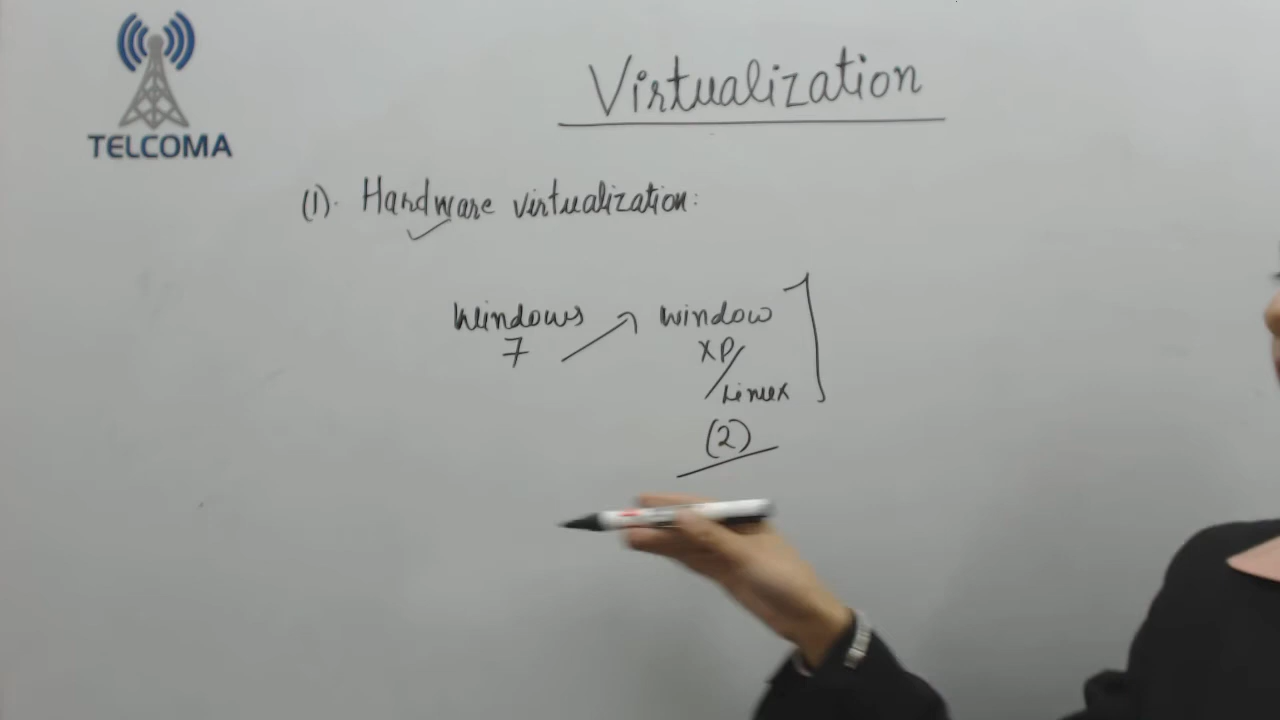 TELCOMA
Virtualization
(1). Hardware virtualization:
Windows window
7 XP/
Linux
(2)